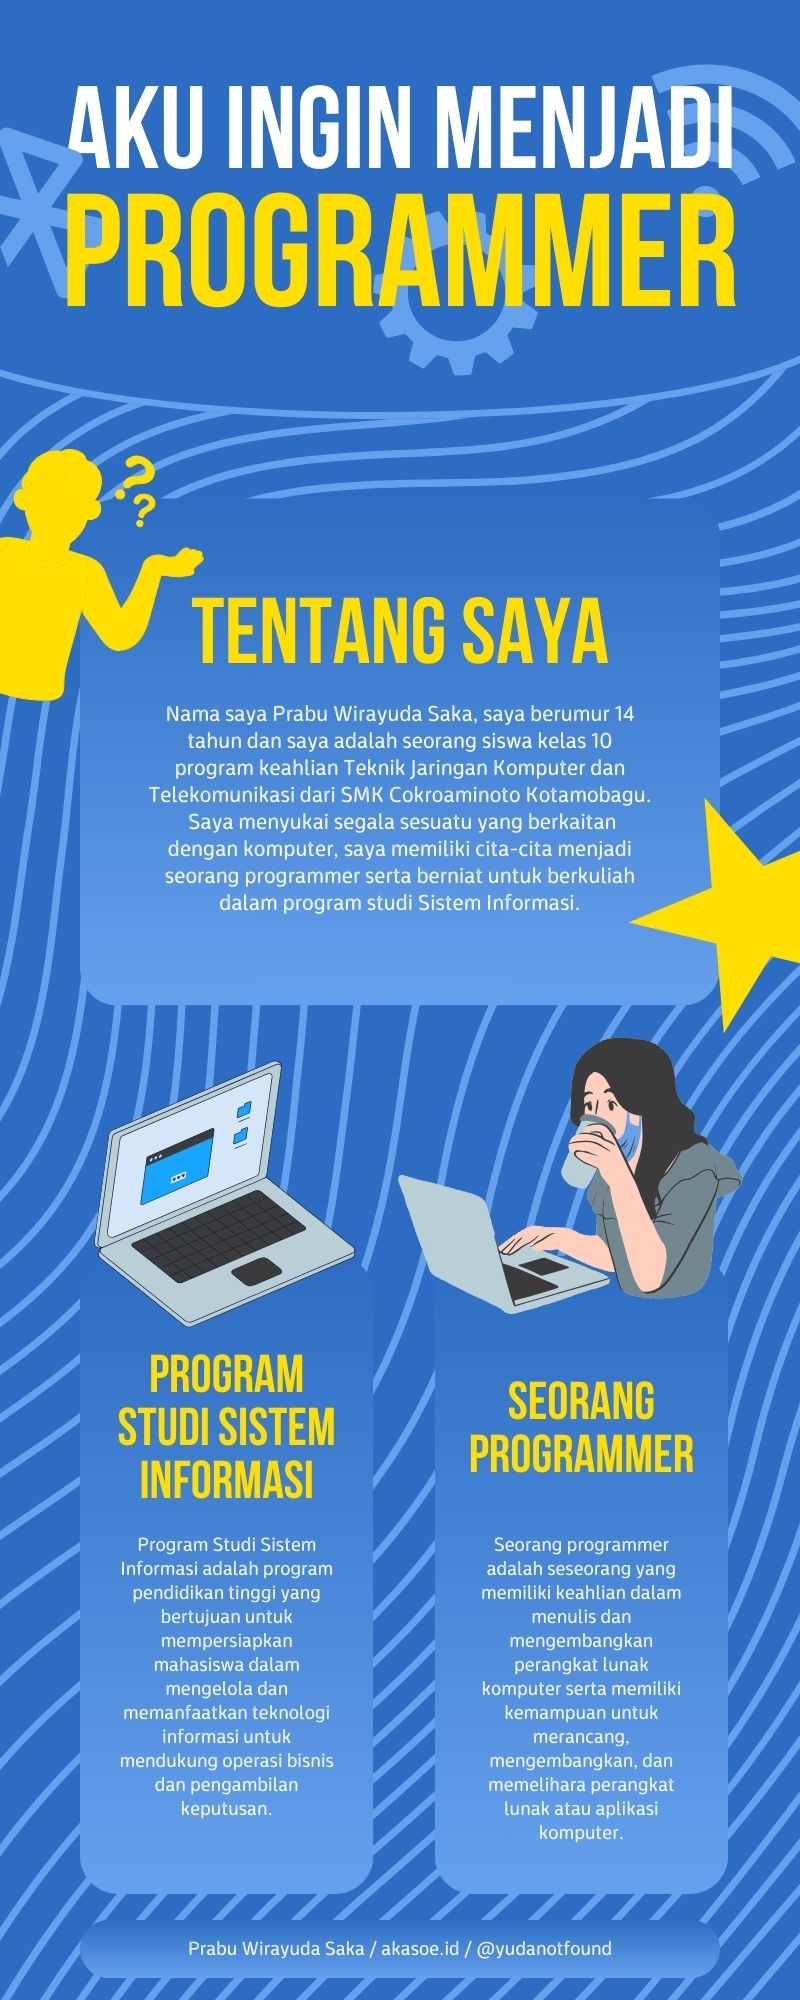 AKU INGIN MENJADI
PROGRAMMER
TENTANG SAYA
Nama saya Prabu Wirayuda Saka, saya berumur 14
tahun dan saya adalah seorang siswa kelas 10
program keahlian Teknik Jaringan Komputer dan
Telekomunikasi dari SMK Cokroaminoto Kotamobagu.
Saya menyukai segala sesuatu yang berkaitan
dengan komputer, saya memiliki cita-cita menjadi
seorang programmer serta berniat untuk berkuliah
dalam program studi Sistem Informasi.
PROGRAM
STUDI SISTEM
INFORMASI
Program Studi Sistem
Informasi adalah program
pendidikan tinggi yang
bertujuan untuk
mempersiapkan
mahasiswa dalam
mengelola dan
memanfaatkan teknologi
informasi untuk
mendukung operasi bisnis
dan pengambilan
keputusan.
SEORANG
PROGRAMMER
Seorang programmer
adalah seseorang yang
memiliki keahlian dalam
menulis dan
mengembangkan
perangkat lunak
komputer serta memiliki
kemampuan untuk
merancang,
mengembangkan, dan
memelihara perangkat
lunak atau aplikasi
komputer.
Prabu Wirayuda Saka / akasoe.id / @yudanotfound